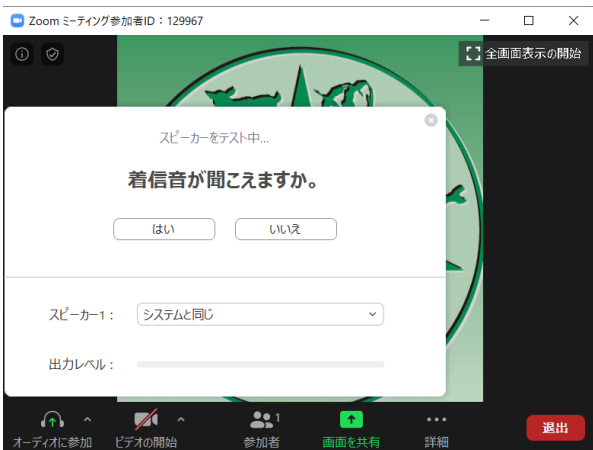 Zoom ミーティング参加者ID：129967
全画面表示の開始
スピーカーをテスト中...
着信音が聞こえますか。
はい
いいえ
スピーカー1：
システムと同じ
出力レベル：
1
オーディオに参加
ビデオの開始
参加者
画面を共有
詳細
退出